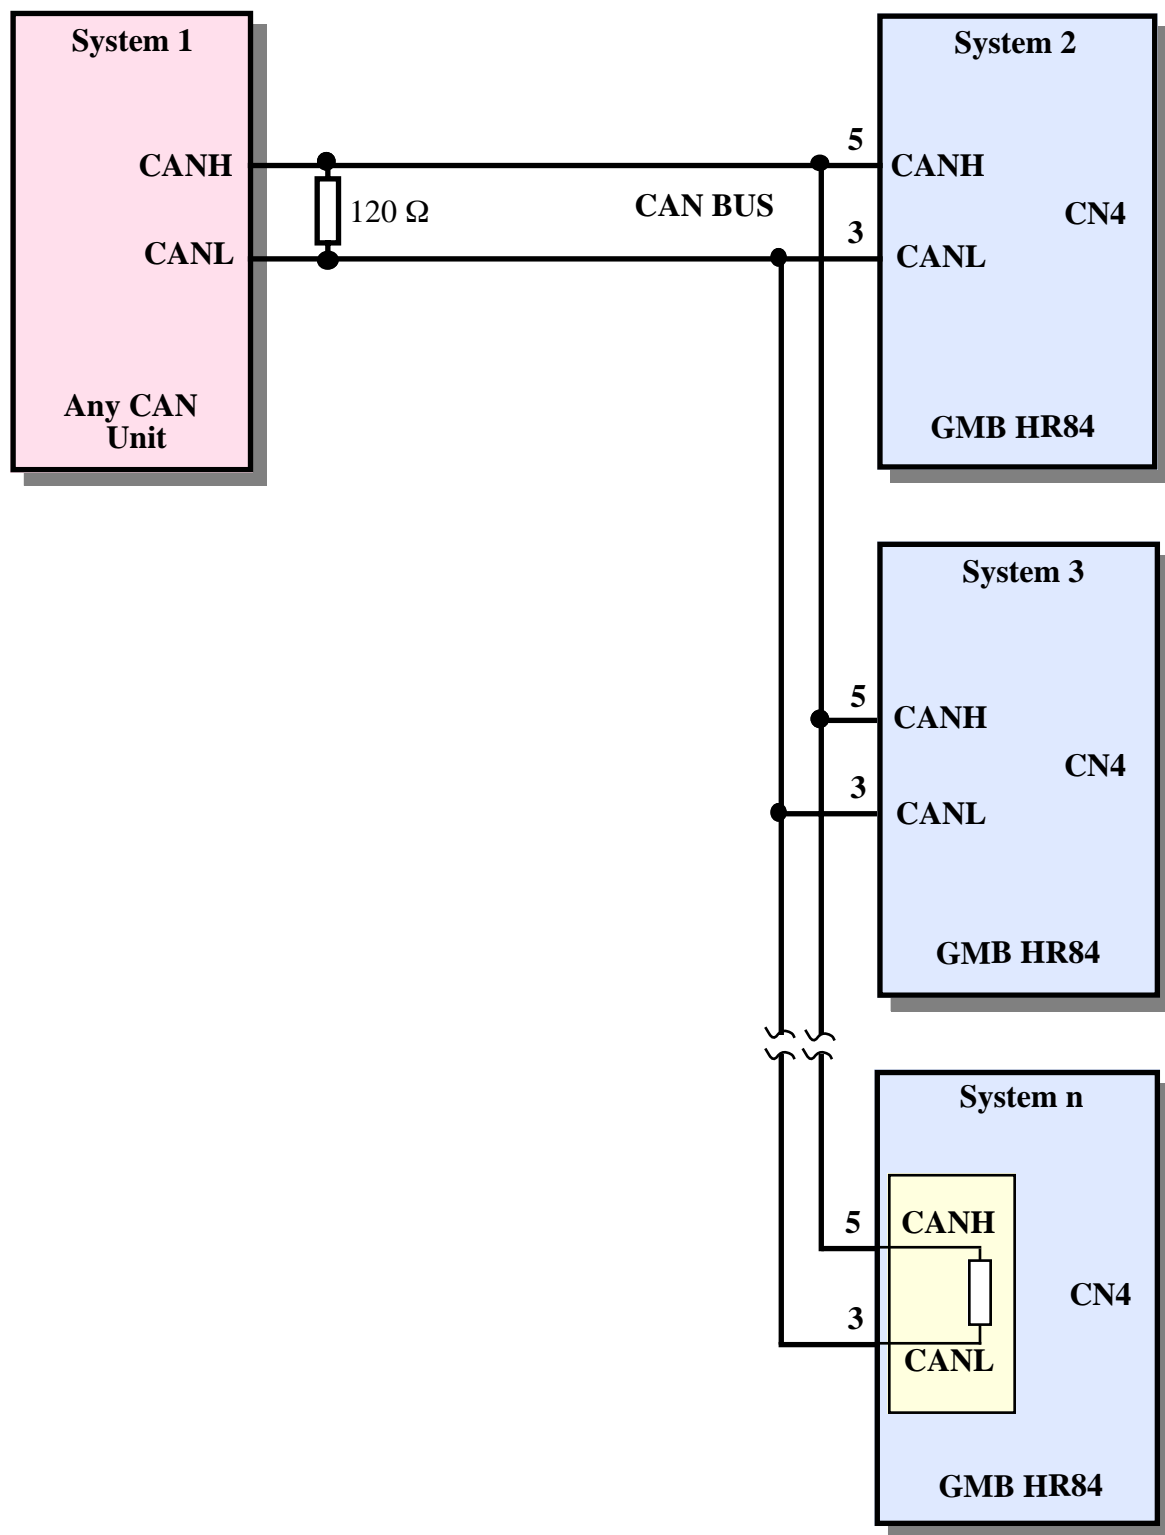 System 1
CANH
CANL
Any CAN
Unit
120 Ω
CAN BUS
System 2
5
CANH
CN4
3
CANL
GMB HR84
System 3
5
CANH
CN4
3
CANL
GMB HR84
System n
5
CANH
CN4
3
CANL
GMB HR84